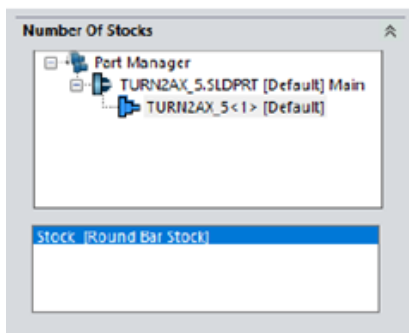 Number Of Stocks
Part Manager
TURN2AX_5.SLDPRT [Default] Main
TURN2AX_5<1> [Default]
Stock [Round Bar Stock]